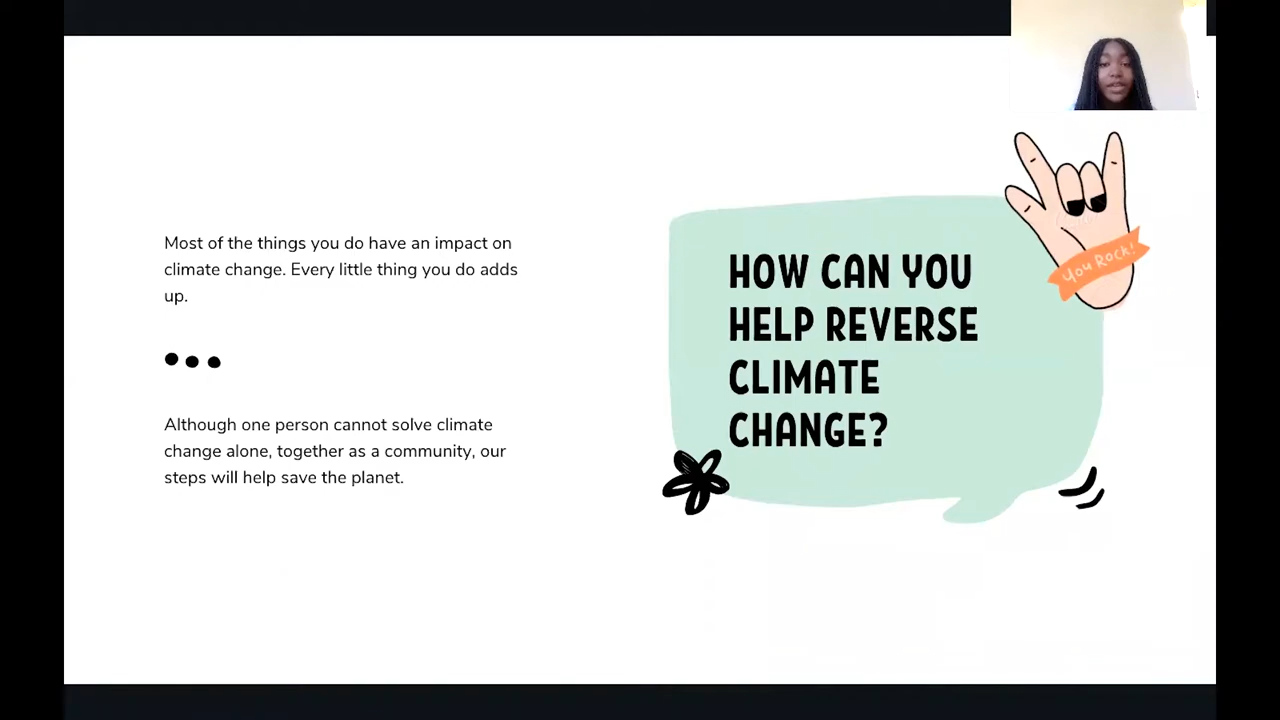 Most of the things you do have an impact on
climate change. Every little thing you do adds
up.
Although one person cannot solve climate
change alone, together as a community, our
steps will help save the planet.
HOW CAN YOU
HELP REVERSE
CLIMATE
CHANGE?
You Rock!